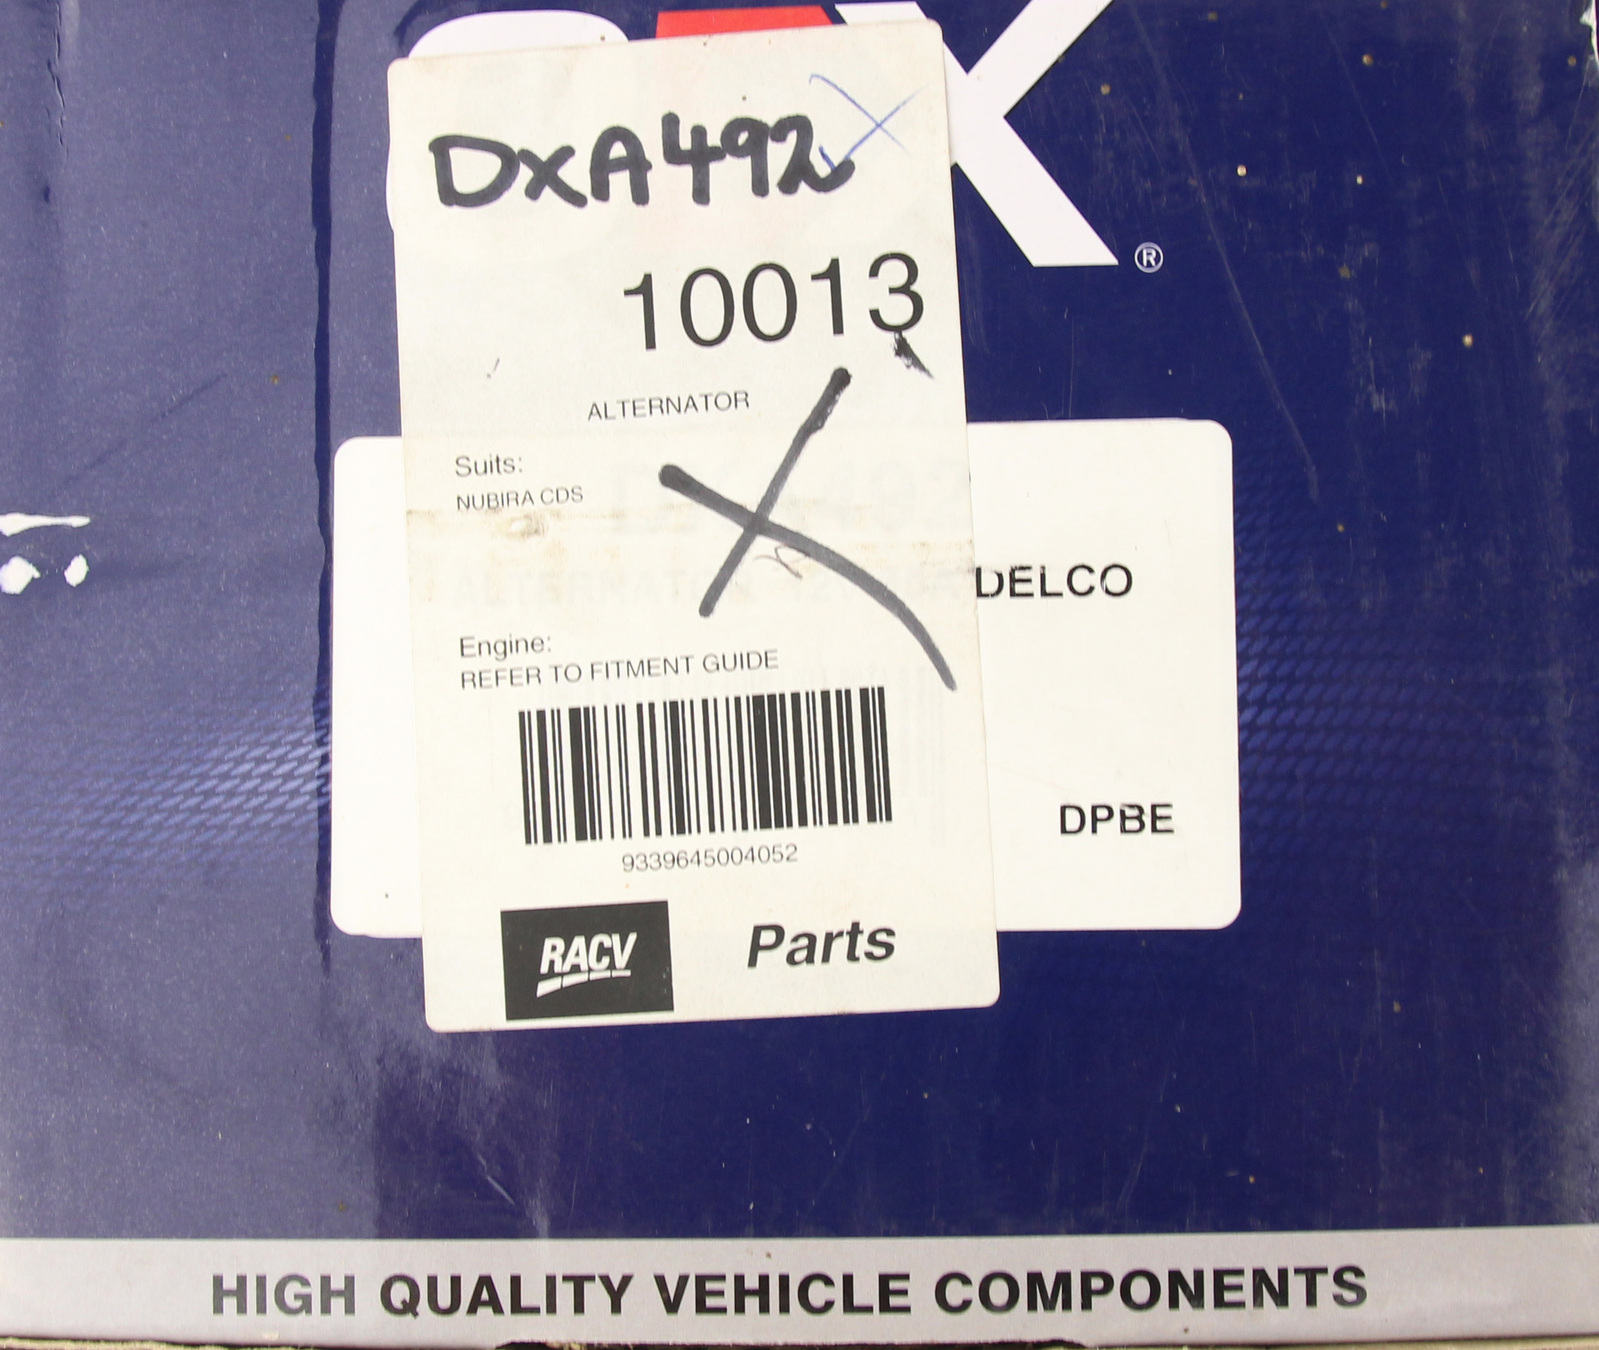 ®
DXA492
10013
ALTERNATOR
Suits:
NUBIRA CDS
DELCO
Engine:
REFER TO FITMENT GUIDE
DPBE
9339645004052
RACV
Parts
HIGH QUALITY VEHICLE COMPONENTS